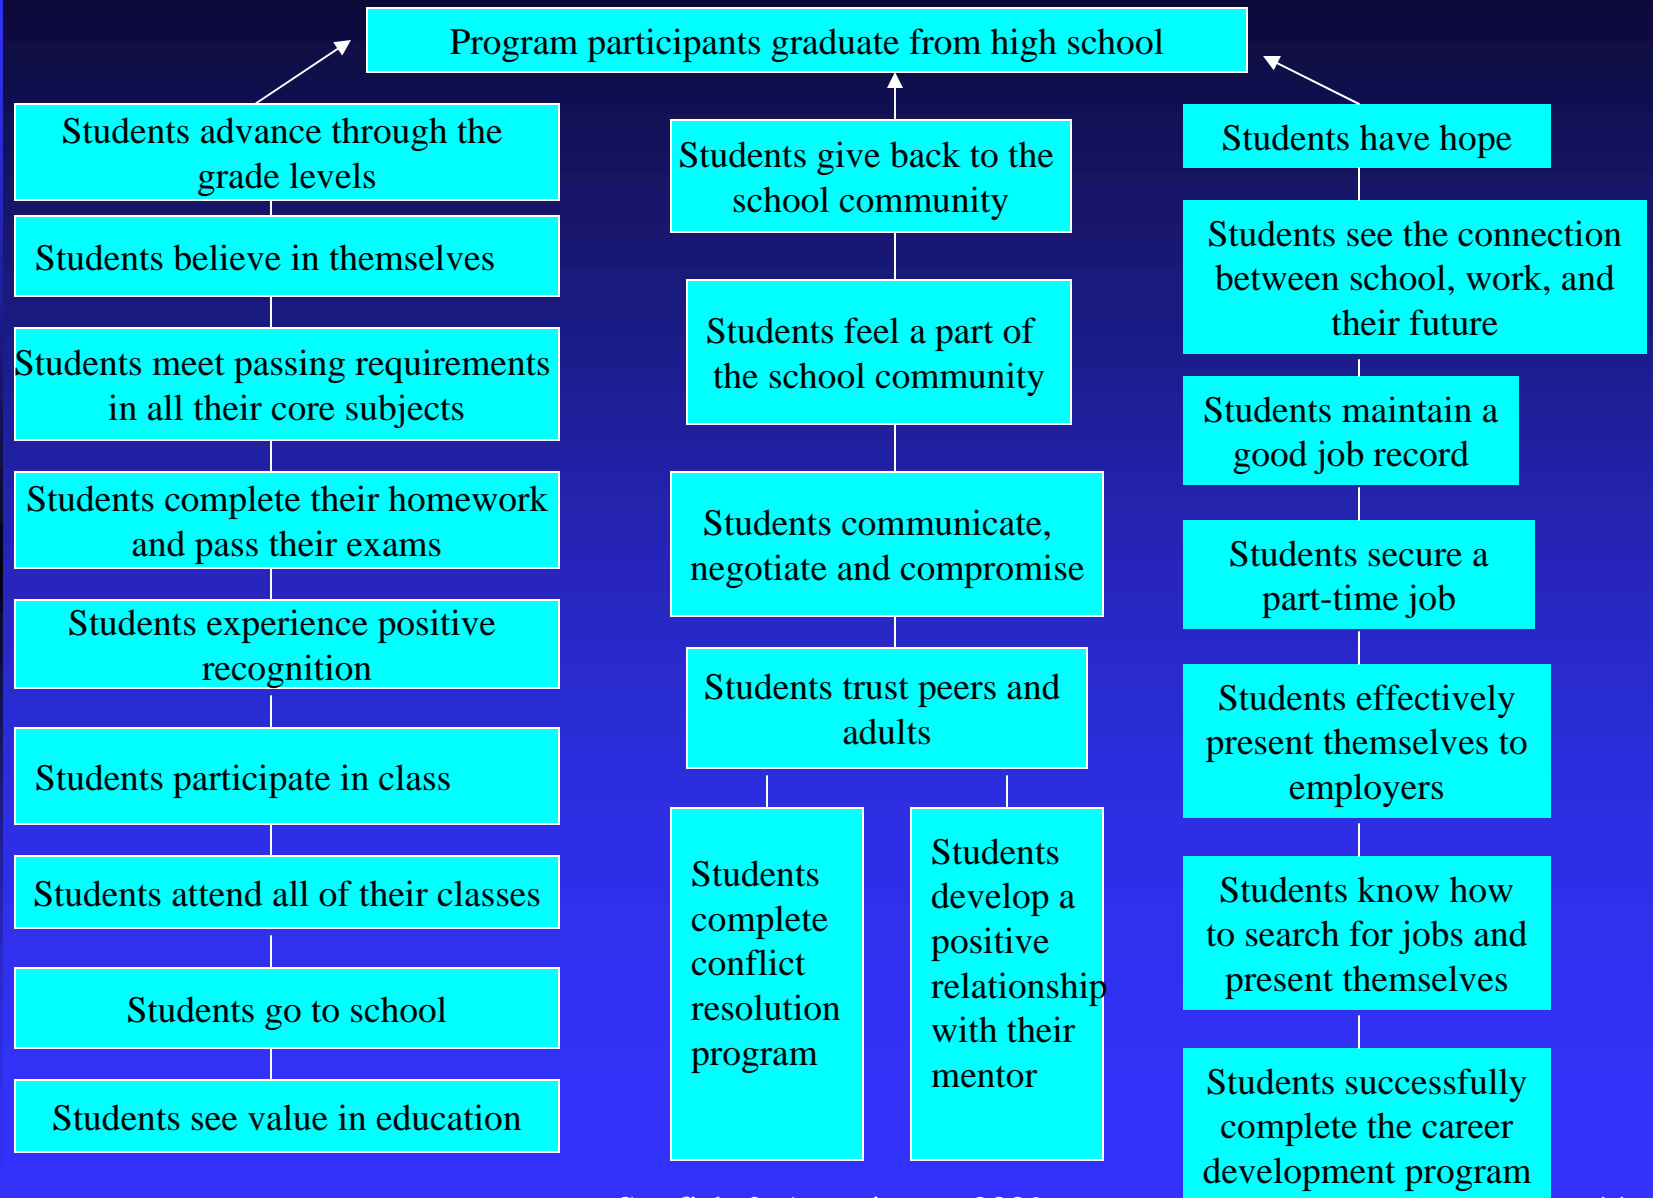 Program participants graduate from high school
Students advance through the
grade levels
Students believe in themselves
Students meet passing requirements
in all their core subjects
Students complete their homework
and pass their exams
Students experience positive
recognition
Students participate in class
Students attend all of their classes
Students go to school
Students see value in education
Students give back to the
school community
Students feel a part of
the school community
Students communicate,
negotiate and compromise
Students trust peers and
adults
Students
complete
conflict
resolution
program
Students
develop a
positive
relationship
with their
mentor
Students have hope
Students see the connection
between school, work, and
their future
Students maintain a
good job record
Students secure a
part-time job
Students effectively
present themselves to
employers
Students know how
to search for jobs and
present themselves
Students successfully
complete the career
development program